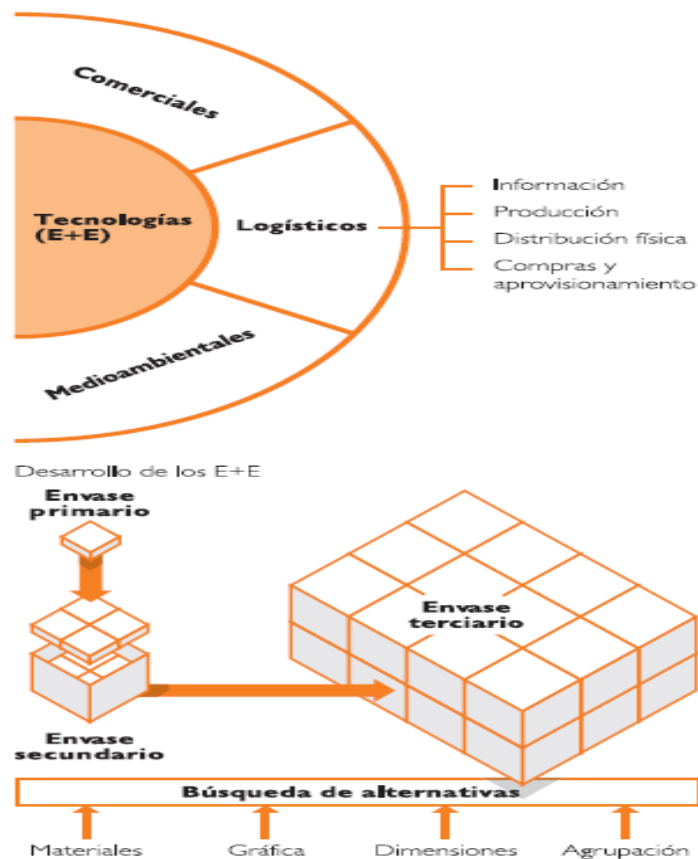 Comerciales
Tecnologías
(E+E)
Logísticos
Medioambientales
Información
Producción
Distribución física
Compras y
aprovisionamiento
Desarrollo de los E+E
Envase
primario
Envase
terciario
Envase
secundario
Búsqueda de alternativas
Materiales
Gráfica
Dimensiones
Agrupación